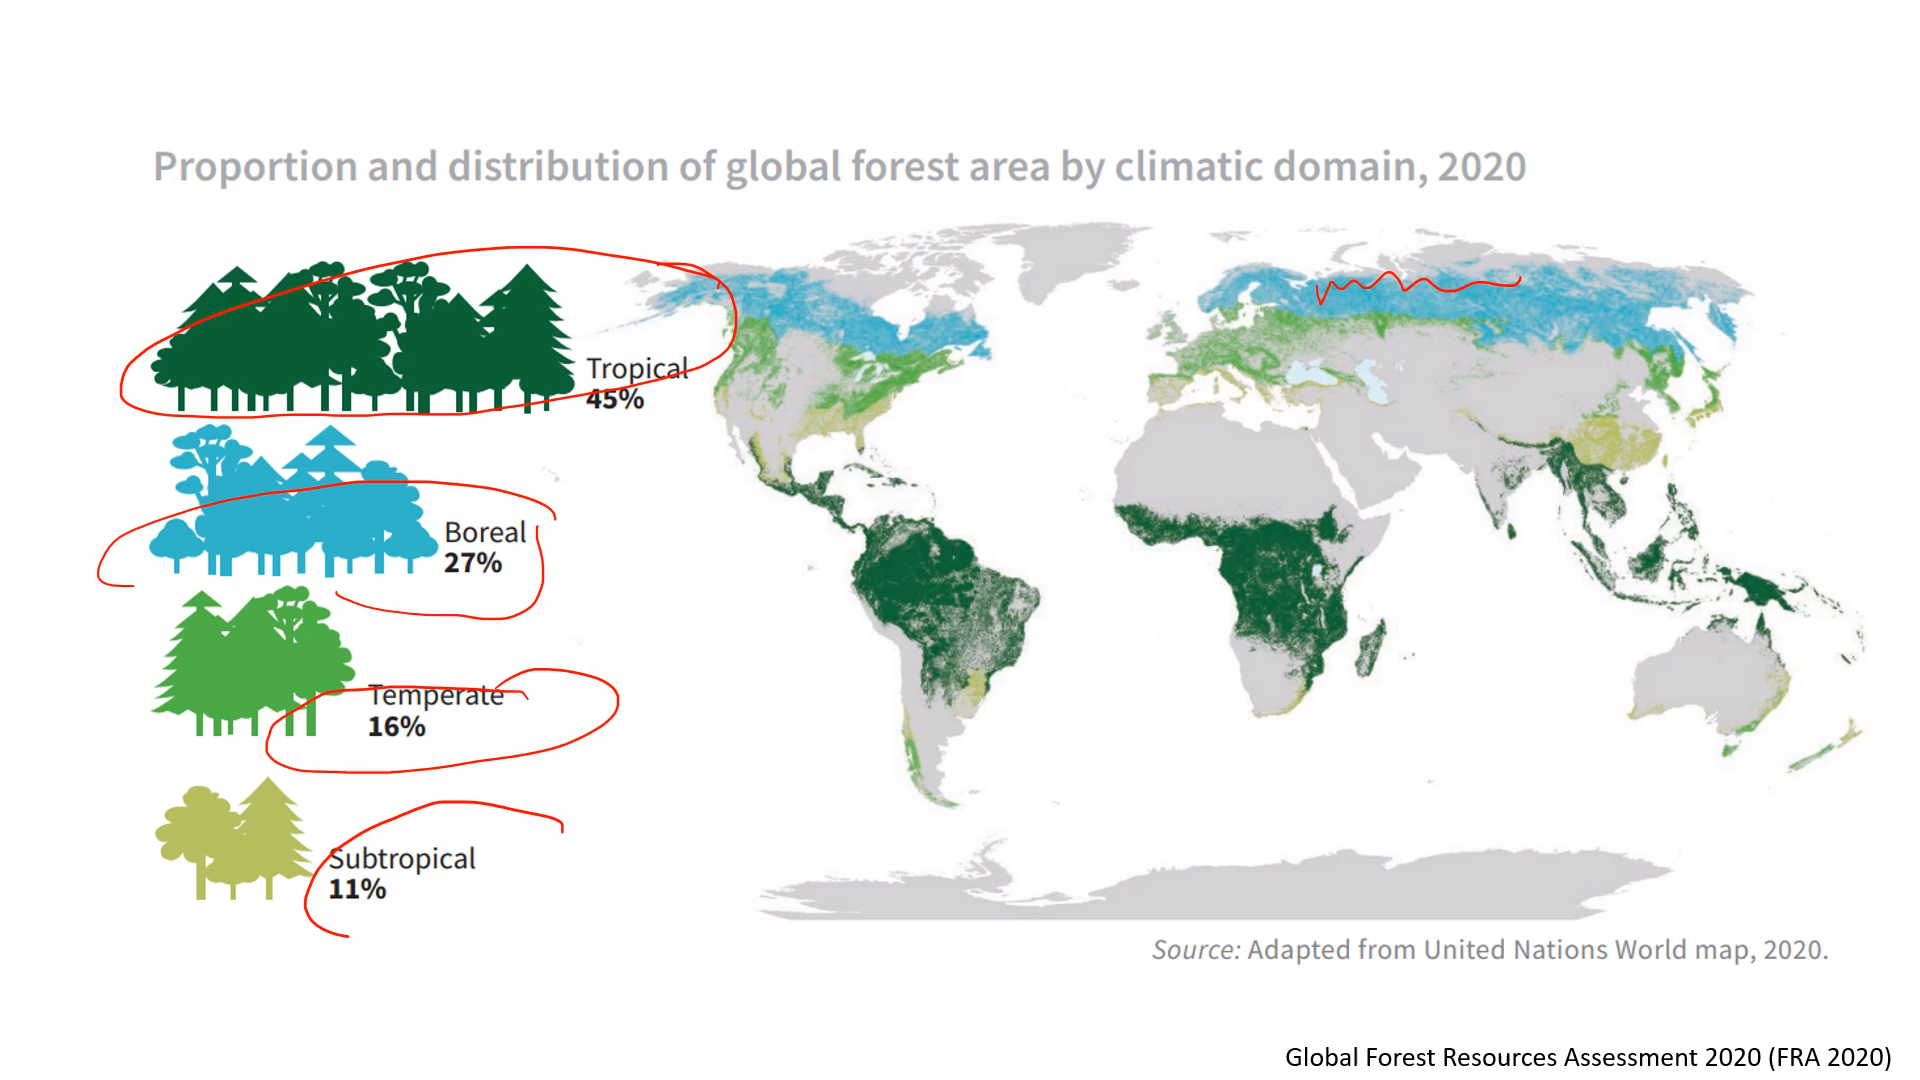 Proportion and distribution of global forest area by climatic domain, 2020
Tropical
45%
Boreal
27%
Temperate
16%
Subtropical
11%
Source: Adapted from United Nations World map, 2020.
Global Forest Resources Assessment 2020 (FRA 2020)